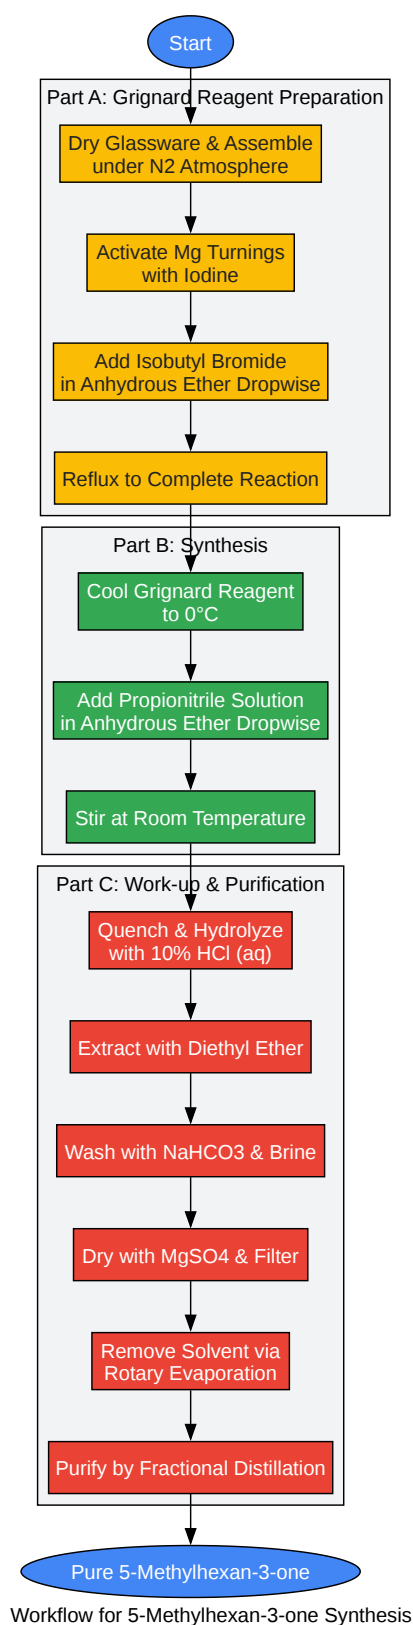 Start
Part A: Grignard Reagent Preparation
Dry Glassware & Assemble
under N2 Atmosphere
Activate Mg Turnings
with Iodine
Add Isobutyl Bromide
in Anhydrous Ether Dropwise
Reflux to Complete Reaction
Part B: Synthesis
Cool Grignard Reagent
to 0°C
Add Propionitrile Solution
in Anhydrous Ether Dropwise
Stir at Room Temperature
Part C: Work-up & Purification
Quench & Hydrolyze
with 10% HCl (aq)
Extract with Diethyl Ether
Wash with NaHCO3 & Brine
Dry with MgSO4 & Filter
Remove Solvent via
Rotary Evaporation
Purify by Fractional Distillation
Pure 5-Methylhexan-3-one
Workflow for 5-Methylhexan-3-one Synthesis